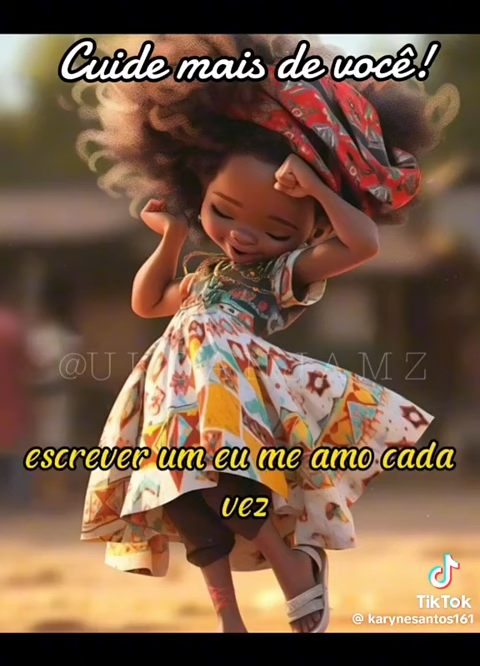 Cuide mais de você!
escrever um eu me amo cada
vez
TikTok
@ karynesantos161